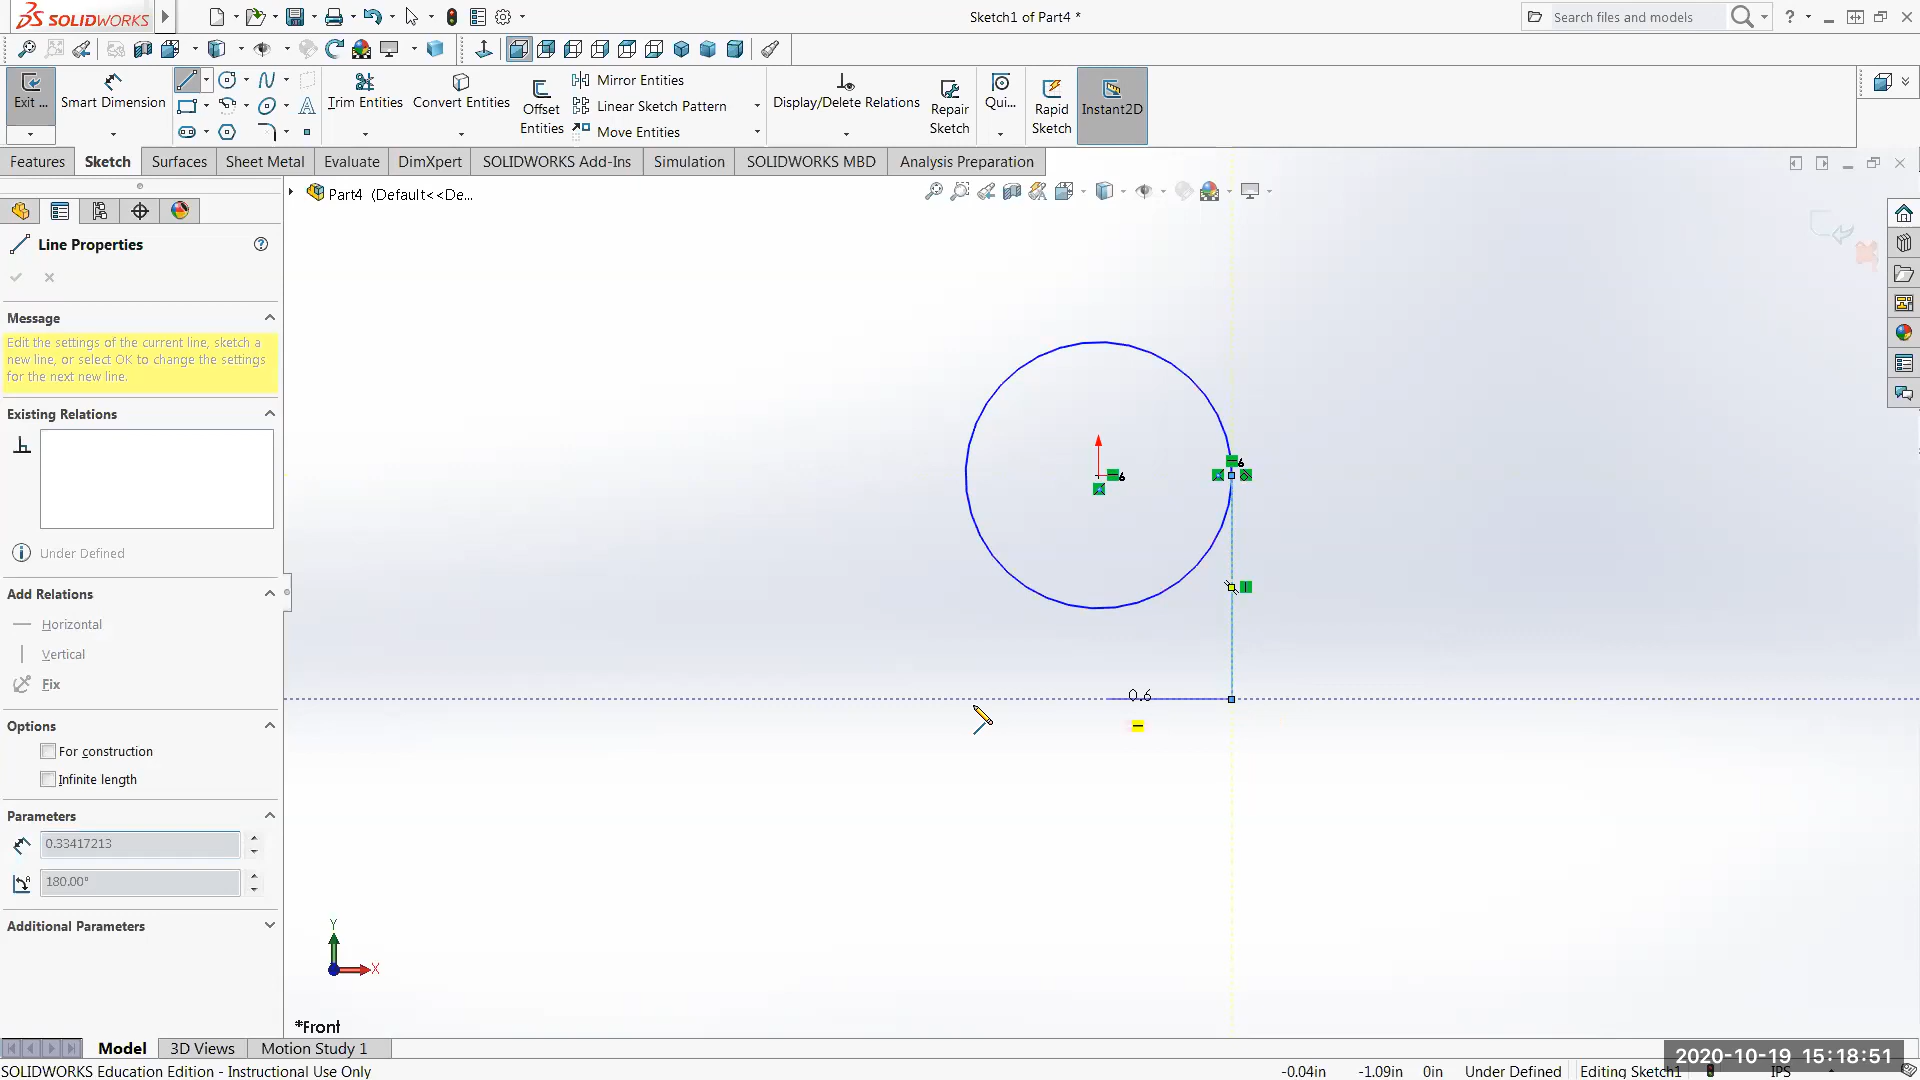 SOLIDWORKS
Sketch1 of Part4 *
Search files and models
Exit ...
Smart Dimension
Trim Entities
Convert Entities
Offset
Entities
Mirror Entities
Linear Sketch Pattern
Move Entities
Display/Delete Relations
Repair
Sketch
Qui...
Rapid
Sketch
Instant2D
Features
Sketch
Surfaces
Sheet Metal
Evaluate
DimXpert
SOLIDWORKS Add-Ins
Simulation
SOLIDWORKS MBD
Analysis Preparation
Part4 (Default<<De...
Line Properties
Message
Edit the settings of the current line, sketch a
new line, or select OK to change the settings
for the next new line.
Existing Relations
Under Defined
Add Relations
Horizontal
Vertical
Fix
Options
For construction
Infinite length
Parameters
0.33417213
180.00°
Additional Parameters
6
6
0.6
Y
X
*Front
Model
3D Views
Motion Study 1
2020-10-19 15:18:51
SOLIDWORKS Education Edition - Instructional Use Only
-0.04in
-1.09in
0in
Under Defined
Editing Sketch1
IPS